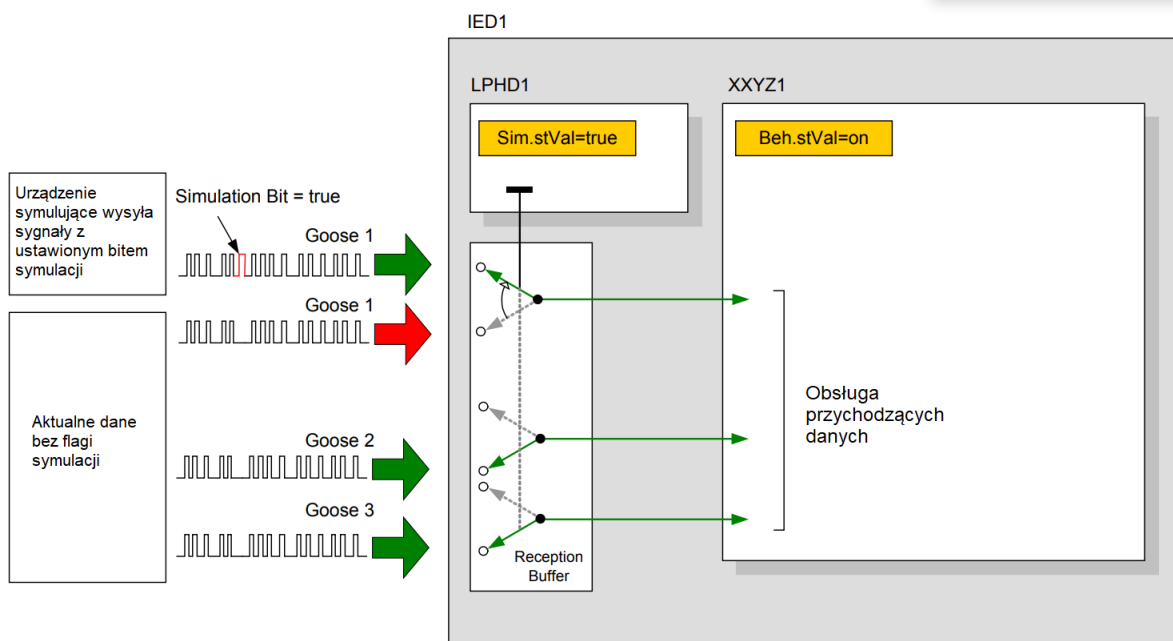 IED1
LPHD1
XXYZ1
Sim.stVal=true
Beh.stVal=on
Urządzenie
symulujące wysyła
sygnały z
ustawionym bitem
symulacji
Simulation Bit = true
Goose 1
Goose 1
Aktualne dane
bez flagi
symulacji
Goose 2
Goose 3
Reception
Buffer
Obsługa
przychodzących
danych